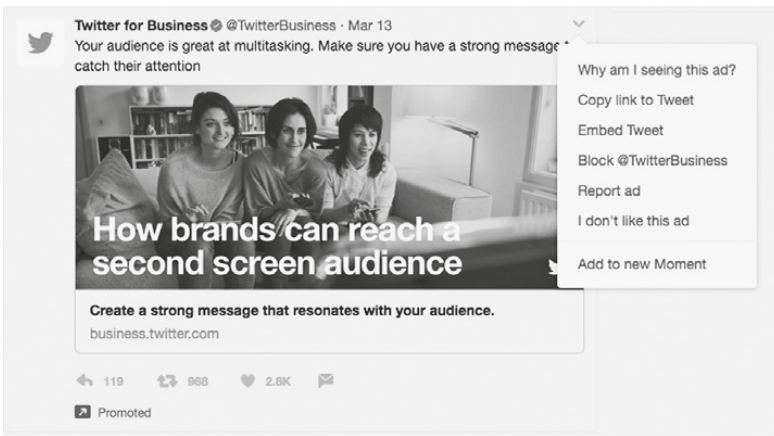 Twitter for Business @TwitterBusiness · Mar 13
Your audience is great at multitasking. Make sure you have a strong message
catch their attention
Why am I seeing this ad?
Copy link to Tweet
Embed Tweet
Block @TwitterBusiness
Report ad
I don't like this ad
Add to new Moment
How brands can reach a
second screen audience
Create a strong message that resonates with your audience.
business.twitter.com
119 968 2.8K
Promoted